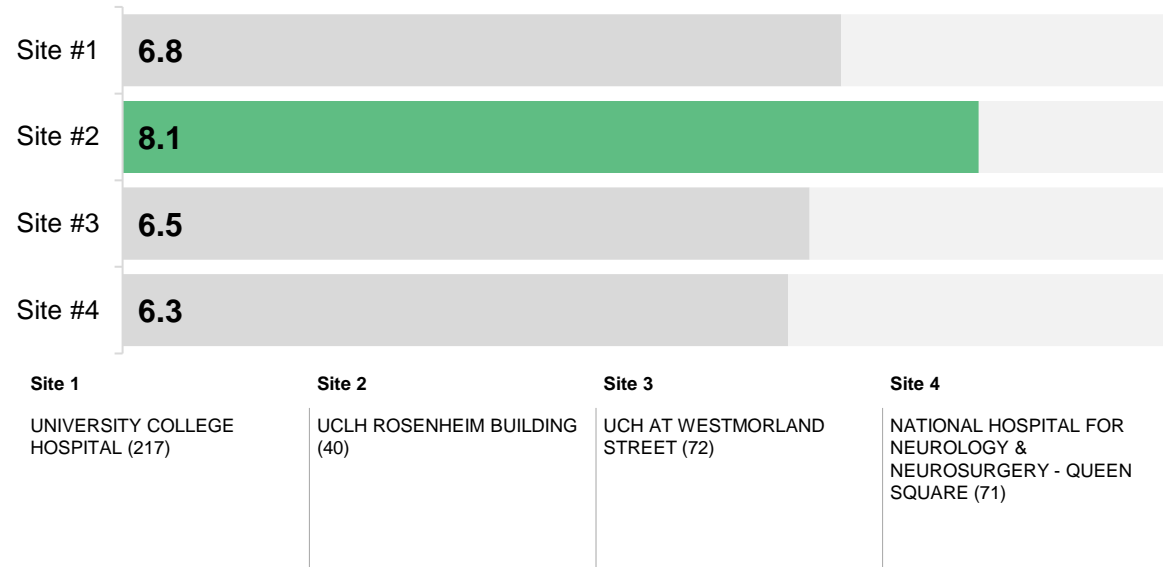 Site #1 6.8
Site #2 8.1
Site #3 6.5
Site #4 6.3
Site 1
UNIVERSITY COLLEGE
HOSPITAL (217)
Site 2
UCLH ROSENHEIM BUILDING
(40)
Site 3
UCH AT WESTMORLAND
STREET (72)
Site 4
NATIONAL HOSPITAL FOR
NEUROLOGY &
NEUROSURGERY - QUEEN
SQUARE (71)